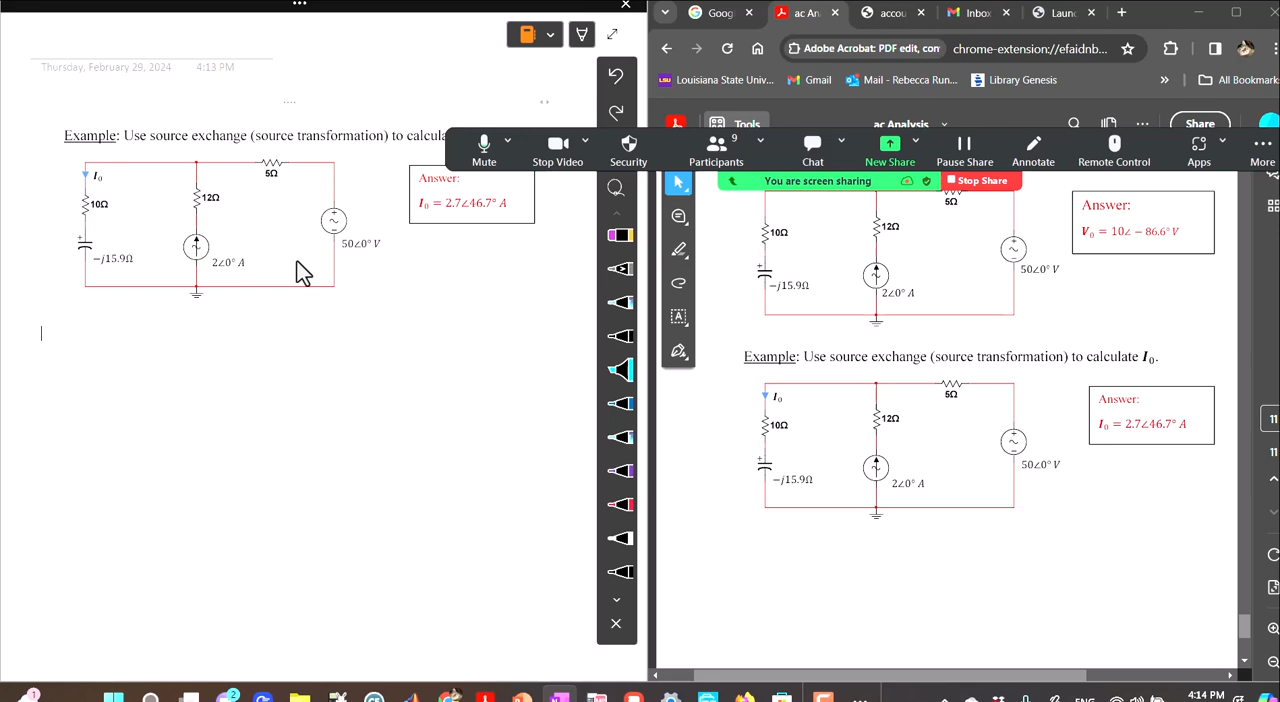 Goog
ac An
accou
Inbox
Laun
Adobe Acrobat: PDF edit, con
chrome-extension://efaidnb...
Louisiana State Univ...
Gmail
Mail - Rebecca Run...
Library Genesis
All Bookmarks
Thursday, February 29, 2024
4:13 PM
Tools
ac Analysis
Share
Mute
Stop Video
Security
Participants
9
Chat
New Share
Pause Share
Annotate
Remote Control
Apps
More
You are screen sharing
Stop Share
Example: Use source exchange (source transformation) to calcula
I₀
10Ω
-j15.9Ω
12Ω
2∠0° A
5Ω
50∠0° V
Answer:
I₀ = 2.7∠46.7° A
10Ω
-j15.9Ω
12Ω
2∠0° A
5Ω
50∠0° V
Answer:
V₀ = 10∠ − 86.6° V
Example: Use source exchange (source transformation) to calculate I₀.
I₀
10Ω
-j15.9Ω
12Ω
2∠0° A
5Ω
50∠0° V
Answer:
I₀ = 2.7∠46.7° A
11
11
1
2
ENG
4:14 PM